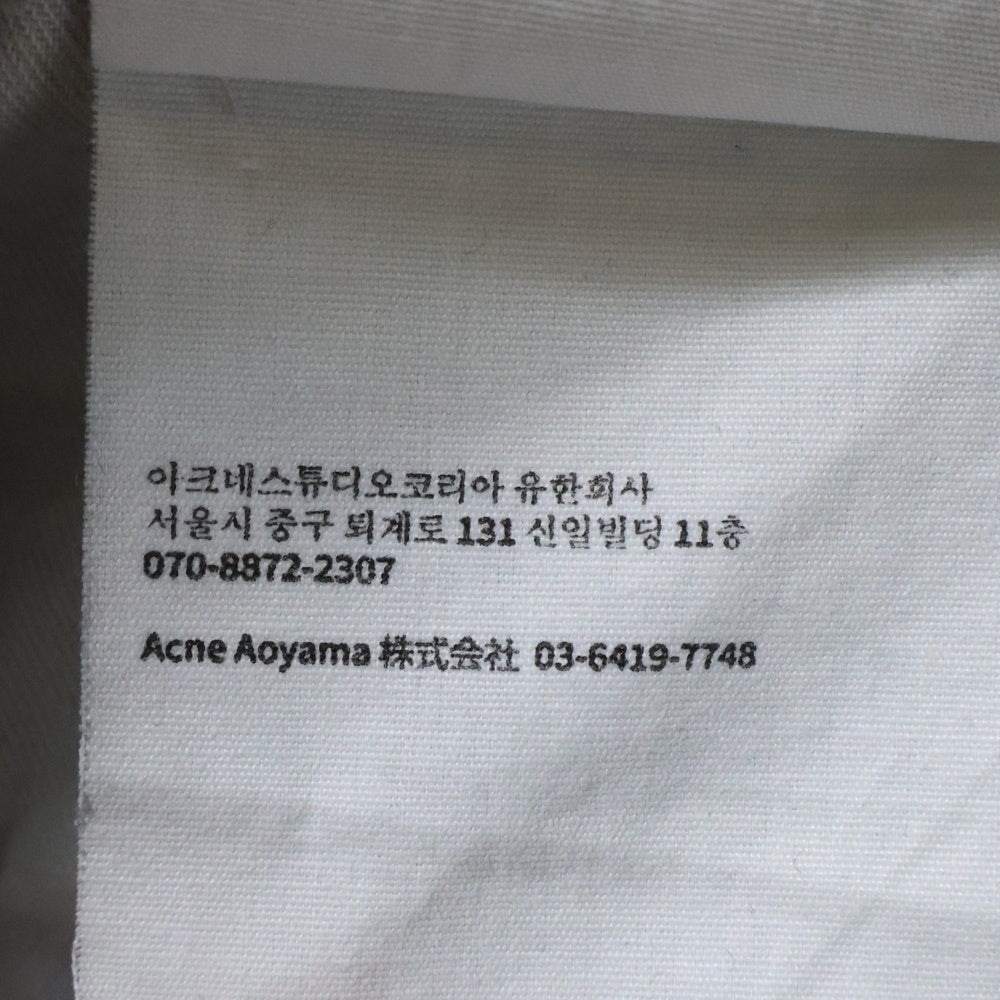 아크네스튜디오코리아 유한회사
서울시 중구 퇴계로 131 신일빌딩 11층
070-8872-2307
Acne Aoyama 株式会社 03-6419-7748